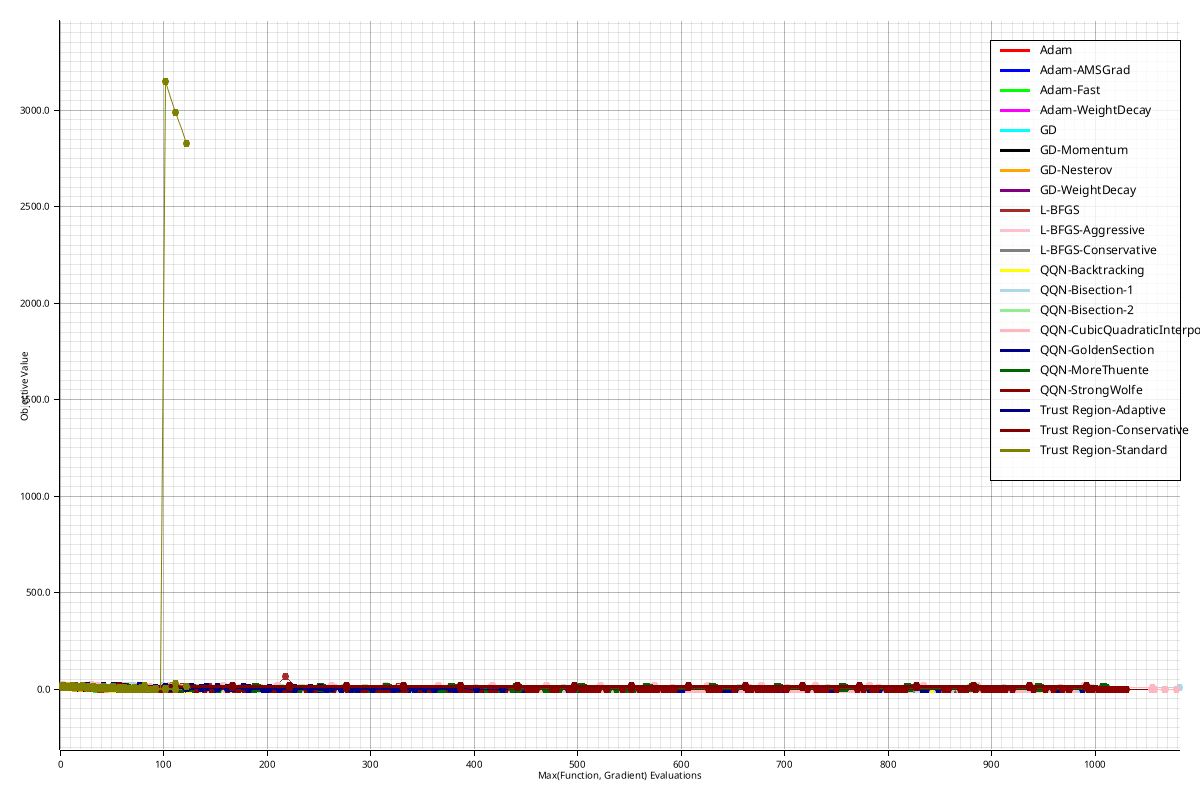 Adam
Adam-AMSGrad
Adam-Fast
Adam-WeightDecay
GD
GD-Momentum
GD-Nesterov
GD-WeightDecay
L-BFGS
L-BFGS-Aggressive
L-BFGS-Conservative
QQN-Backtracking
QQN-Bisection-1
QQN-Bisection-2
QQN-CubicQuadraticInterpo
QQN-GoldenSection
QQN-MoreThuente
QQN-StrongWolfe
Trust Region-Adaptive
Trust Region-Conservative
Trust Region-Standard
3000.0
2500.0
2000.0
1500.0
1000.0
500.0
0.0
Objective Value
0 100 200 300 400 500 600 700 800 900 1000
Max(Function, Gradient) Evaluations